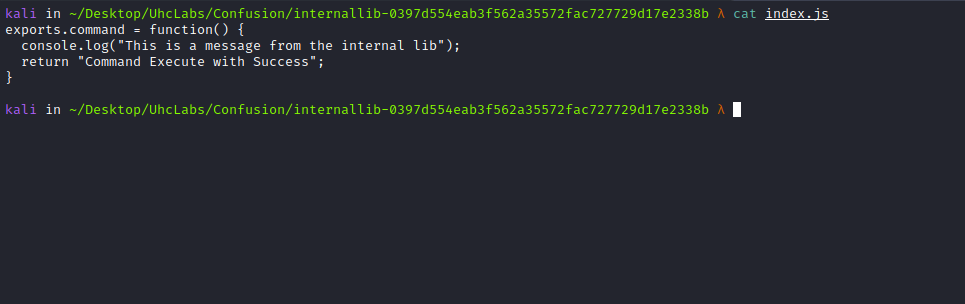 kali in ~/Desktop/UhcLabs/Confusion/internallib-0397d554eab3f562a35572fac727729d17e2338b λ cat index.js
exports.command = function() {
  console.log("This is a message from the internal lib");
  return "Command Execute with Success";
}
kali in ~/Desktop/UhcLabs/Confusion/internallib-0397d554eab3f562a35572fac727729d17e2338b λ